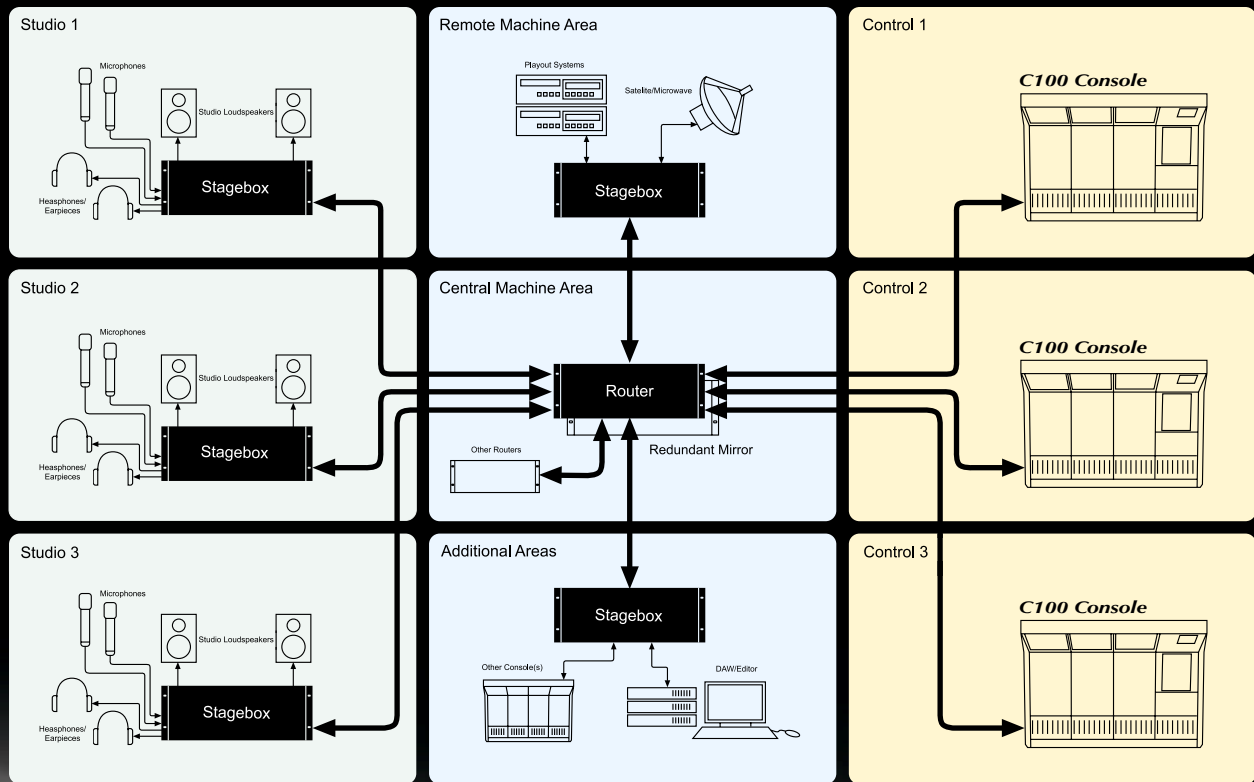 Studio 1
Microphones
Studio Loudspeakers
Stagebox
Heasphones/
Earpieces
Remote Machine Area
Playout Systems
Satelite/Microwave
Stagebox
Control 1
C100 Console
Studio 2
Microphones
Studio Loudspeakers
Stagebox
Heasphones/
Earpieces
Central Machine Area
Router
Redundant Mirror
Other Routers
Control 2
C100 Console
Studio 3
Microphones
Studio Loudspeakers
Stagebox
Heasphones/
Earpieces
Additional Areas
Stagebox
Other Console(s)
DAW/Editor
Control 3
C100 Console